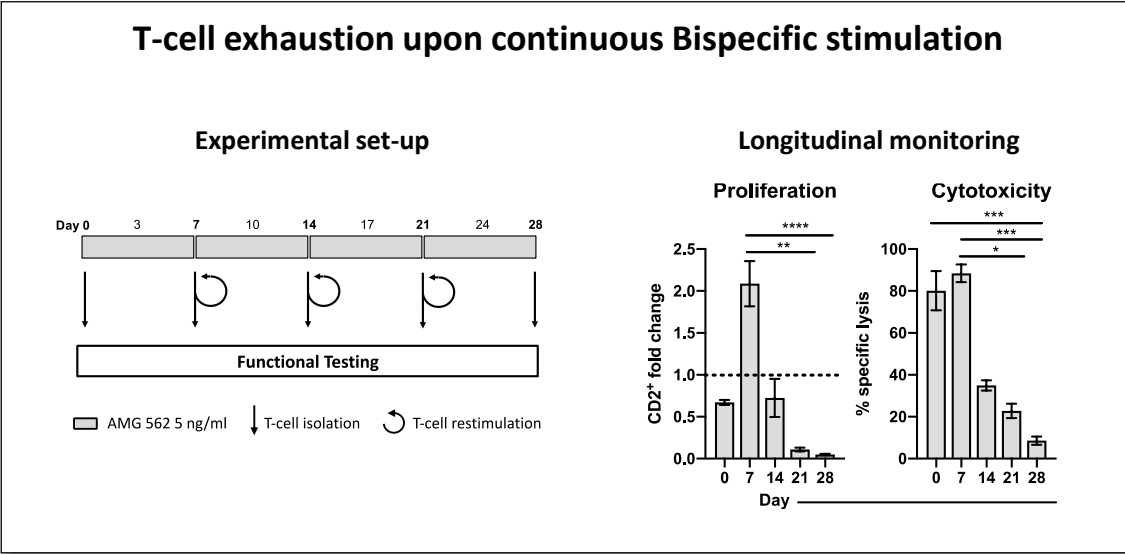 T-cell exhaustion upon continuous Bispecific stimulation
Experimental set-up
Day 0 3 7 10 14 17 21 24 28
Functional Testing
AMG 562 5 ng/ml T-cell isolation T-cell restimulation
Longitudinal monitoring
Proliferation
****
**
CD2⁺ fold change
2.5
2.0
1.5
1.0
0.5
0.0
0 7 14 21 28
Cytotoxicity
***
***
*
% specific lysis
100
80
60
40
20
0
0 7 14 21 28
Day